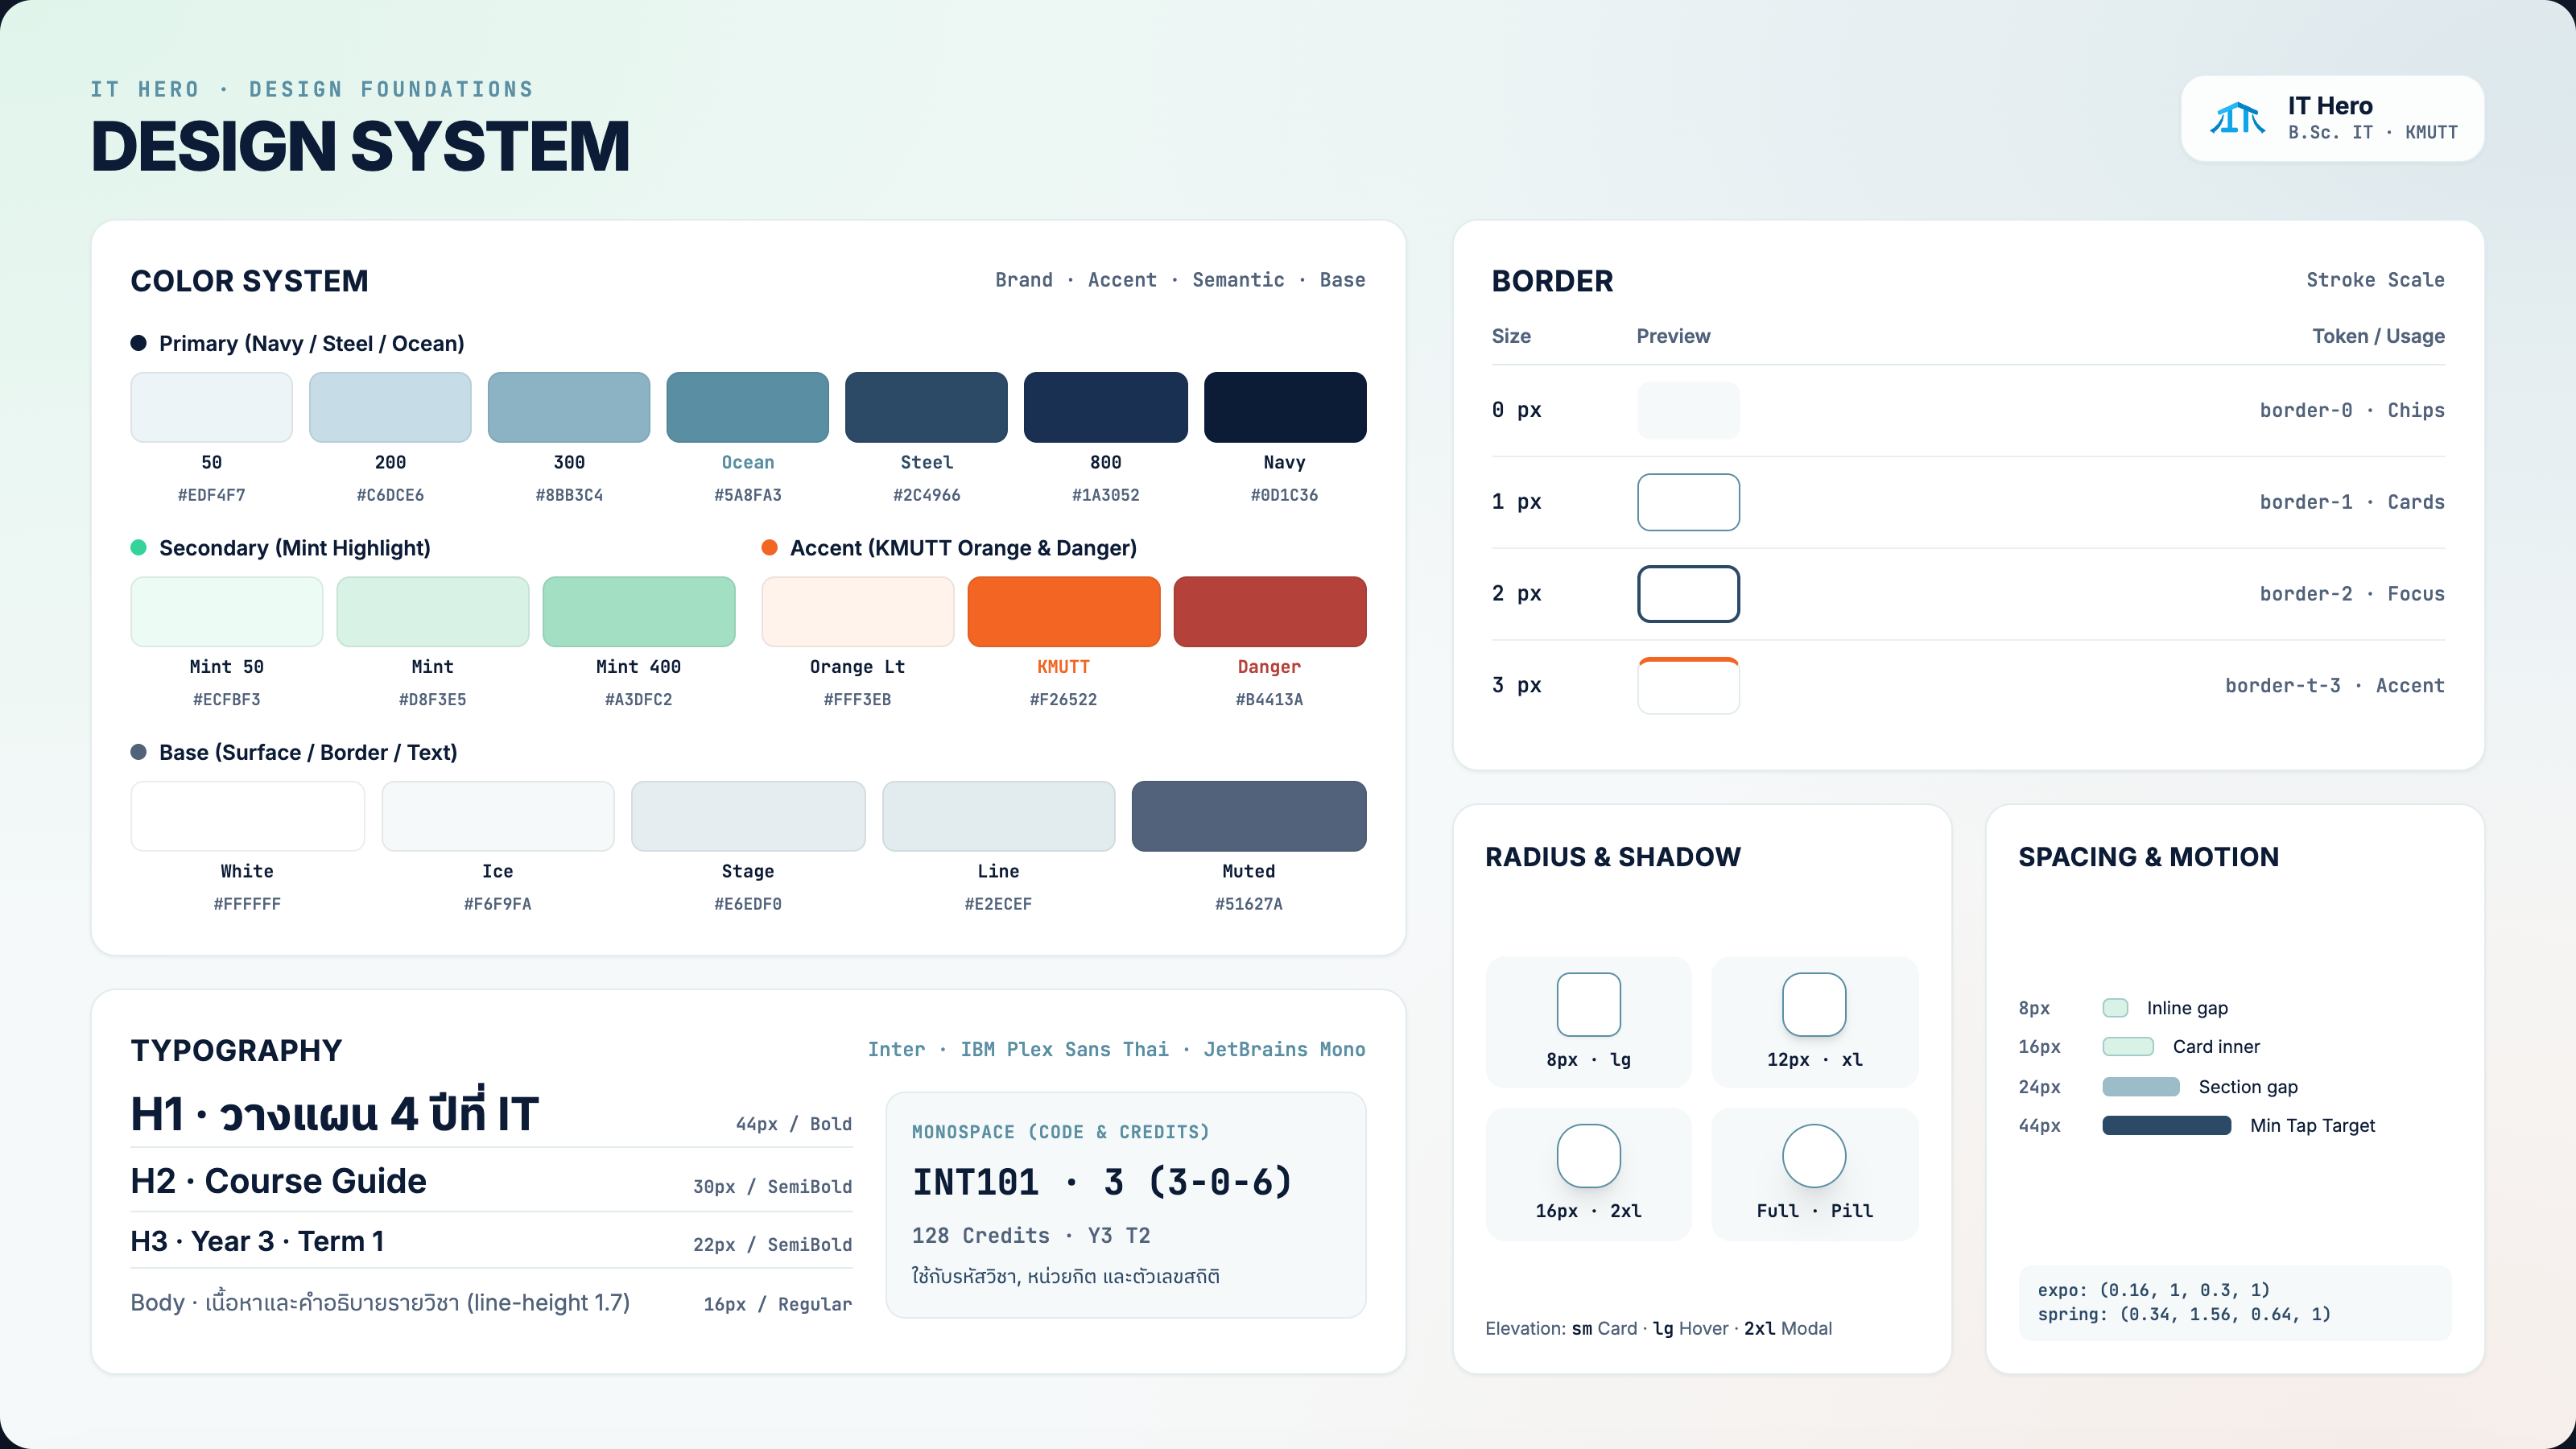 IT HERO · DESIGN FOUNDATIONS
DESIGN SYSTEM
IT Hero
B.Sc. IT · KMUTT
COLOR SYSTEM
Brand · Accent · Semantic · Base
Primary (Navy / Steel / Ocean)
50 200 300 Ocean Steel 800 Navy
#EDF4F7 #C6DCE6 #8BB3C4 #5A8FA3 #2C4966 #1A3052 #0D1C36
Secondary (Mint Highlight)
Mint 50 Mint Mint 400
#ECFBF3 #D8F3E5 #A3DFC2
Accent (KMUTT Orange & Danger)
Orange Lt KMUTT Danger
#FFF3EB #F26522 #B4413A
Base (Surface / Border / Text)
White Ice Stage Line Muted
#FFFFFF #F6F9FA #E6EDF0 #E2ECEF #51627A
TYPOGRAPHY
Inter · IBM Plex Sans Thai · JetBrains Mono
H1 · วางแผน 4 ปีที่ IT 44px / Bold
H2 · Course Guide 30px / SemiBold
H3 · Year 3 · Term 1 22px / SemiBold
Body · เนื้อหาและคำอธิบายรายวิชา (line-height 1.7) 16px / Regular
MONOSPACE (CODE & CREDITS)
INT101 · 3 (3-0-6)
128 Credits · Y3 T2
ใช้กับรหัสวิชา, หน่วยกิต และตัวเลขสถิติ
BORDER
Stroke Scale
Size Preview Token / Usage
0 px border-0 · Chips
1 px border-1 · Cards
2 px border-2 · Focus
3 px border-t-3 · Accent
RADIUS & SHADOW
8px · lg 12px · xl
16px · 2xl Full · Pill
Elevation: sm Card · lg Hover · 2xl Modal
SPACING & MOTION
8px Inline gap
16px Card inner
24px Section gap
44px Min Tap Target
expo: (0.16, 1, 0.3, 1)
spring: (0.34, 1.56, 0.64, 1)